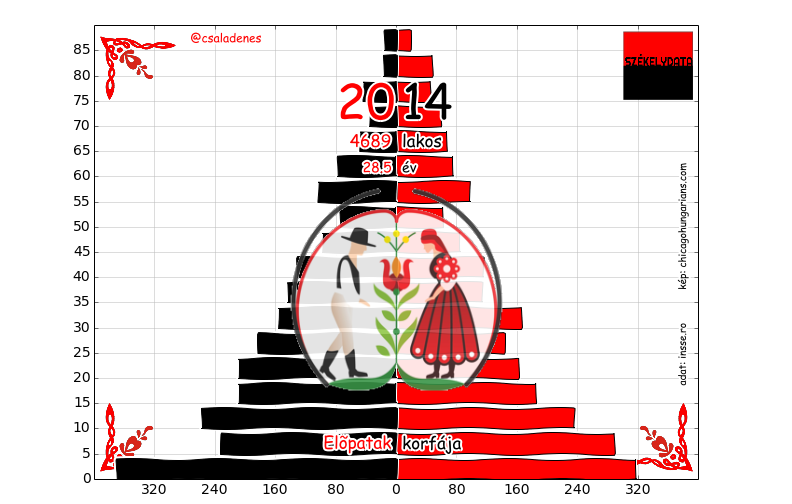 @csaladenes
SZÉKELYDATA
2014
4689 lakos
28.5 év
kép: chicagohungarians.com
adat: insse.ro
Előpatak korfája
85
80
75
70
65
60
55
50
45
40
35
30
25
20
15
10
5
0
320 240 160 80 0 80 160 240 320